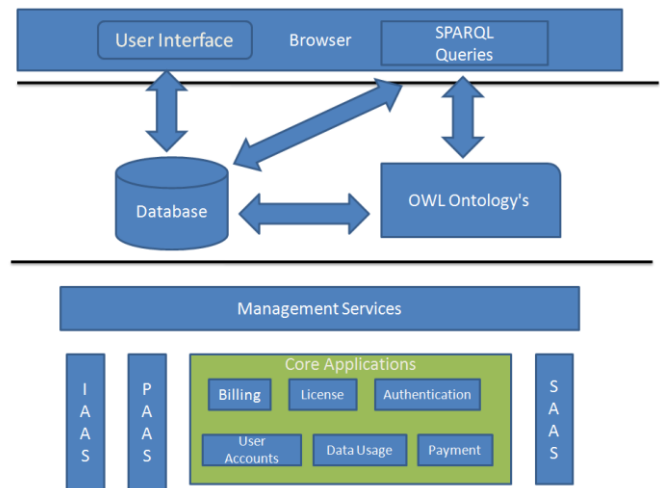 User Interface
Browser
SPARQL
Queries
Database
OWL Ontology's
Management Services
I
A
A
S
P
A
A
S
Core Applications
Billing
License
Authentication
User
Accounts
Data Usage
Payment
S
A
A
S